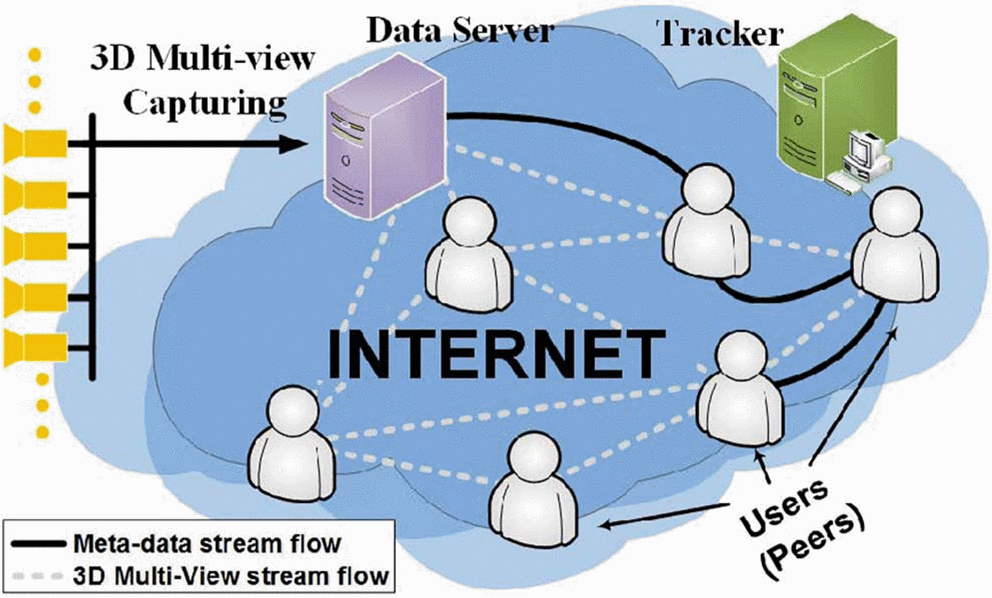 Data Server
Tracker
3D Multi-view
Capturing
INTERNET
Users
(Peers)
Meta-data stream flow
3D Multi-View stream flow